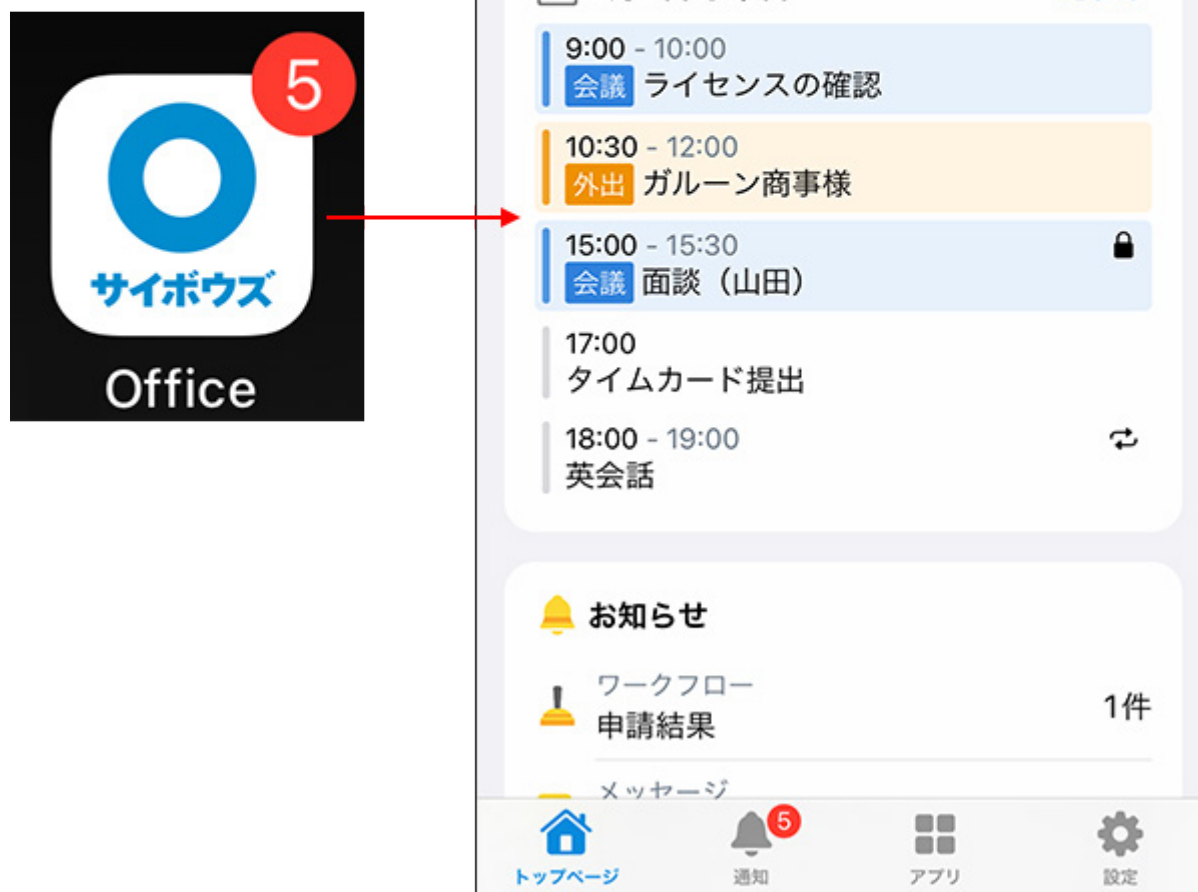 5
サイボウズ
Office
9:00 - 10:00
会議 ライセンスの確認
10:30 - 12:00
外出 ガルーン商事様
15:00 - 15:30
会議 面談（山田）
17:00
タイムカード提出
18:00 - 19:00
英会話
お知らせ
ワークフロー
申請結果
1件
メッセージ
5
トップページ
通知
アプリ
設定